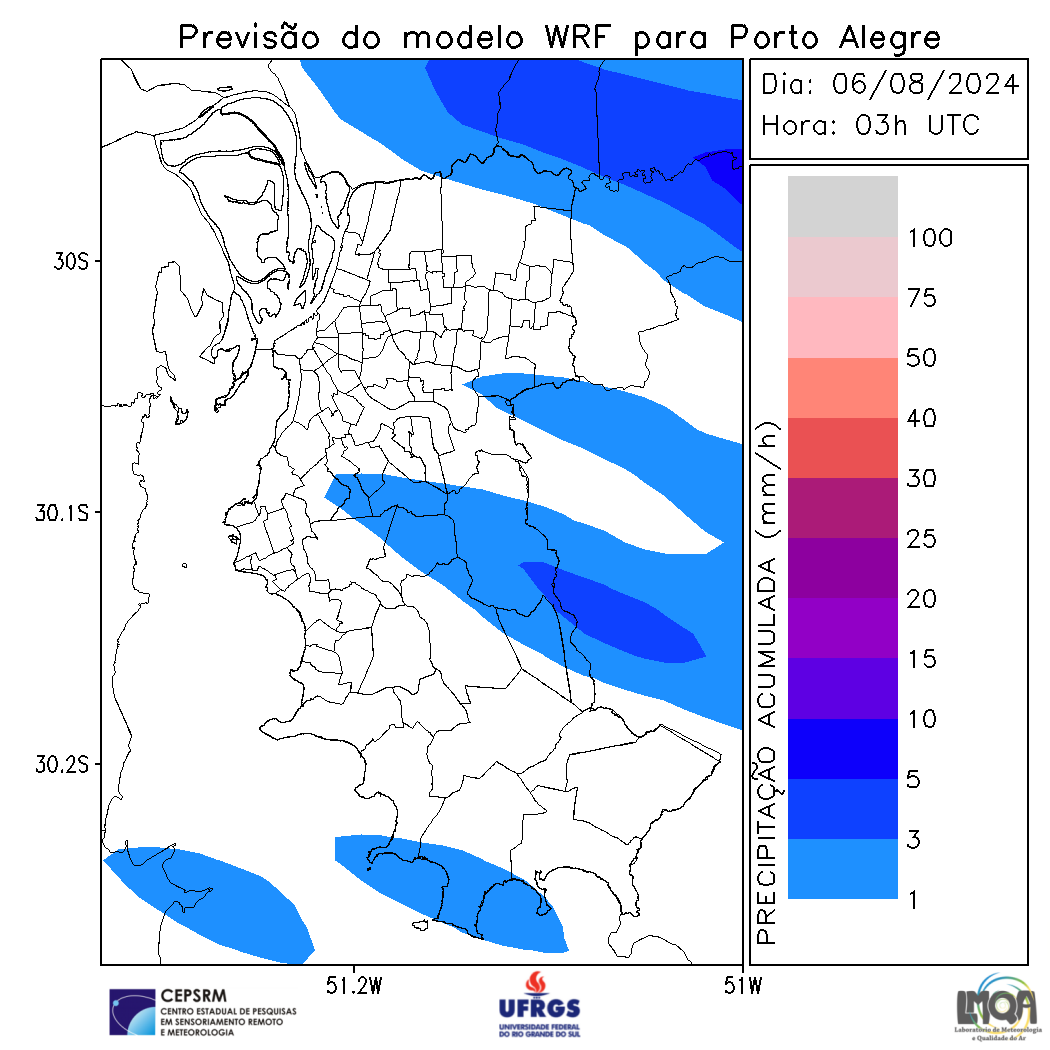 Previsão do modelo WRF para Porto Alegre
Dia: 06/08/2024
Hora: 03h UTC
100
75
50
40
30
25
20
15
10
5
3
1
PRECIPITAÇÃO ACUMULADA (mm/h)
30S
30.1S
30.2S
51.2W
51W
CEPSRM
CENTRO ESTADUAL DE PESQUISAS
EM SENSORIAMENTO REMOTO
E METEOROLOGIA
UFRGS
UNIVERSIDADE FEDERAL
DO RIO GRANDE DO SUL
LMQA
Laboratório de Meteorologia
e Qualidade do Ar